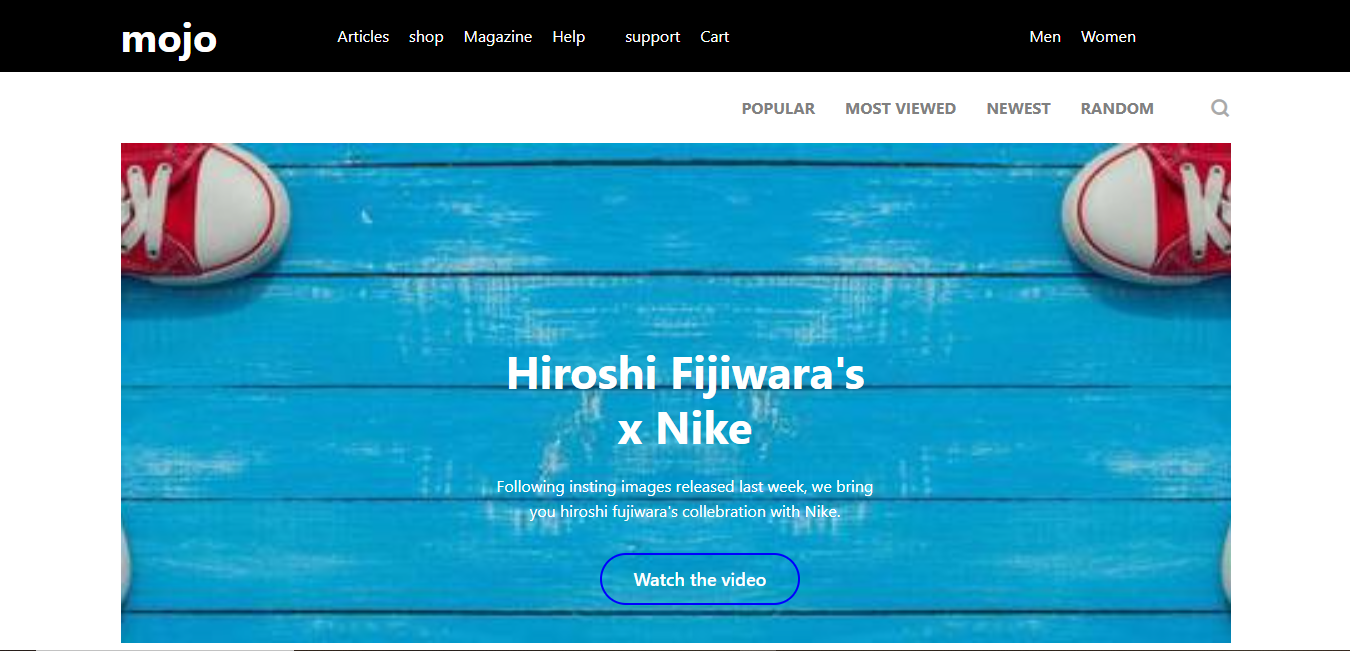 mojo Articles shop Magazine Help support Cart Men Women
POPULAR MOST VIEWED NEWEST RANDOM
Hiroshi Fijiwara's
x Nike
Following insting images released last week, we bring
you hiroshi fujiwara's collebration with Nike.
Watch the video